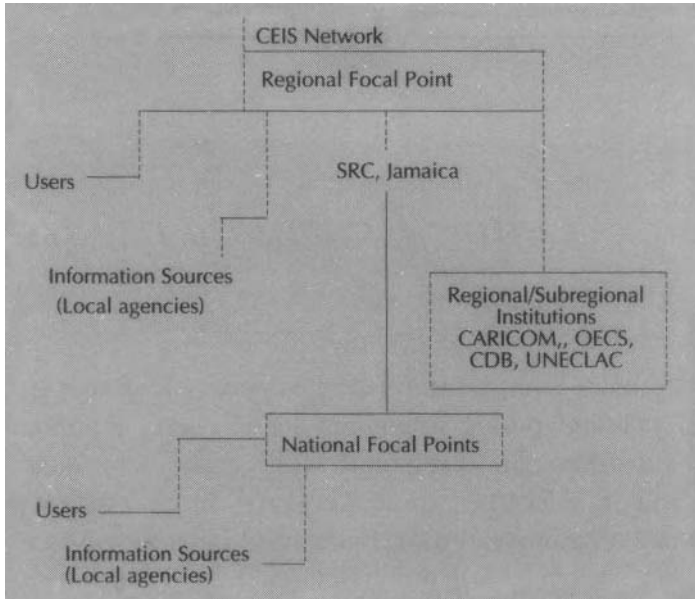 CEIS Network
Regional Focal Point
Users
SRC, Jamaica
Information Sources
(Local agencies)
Regional/Subregional
Institutions
CARICOM,, OECS,
CDB, UNECLAC
National Focal Points
Users
Information Sources
(Local agencies)